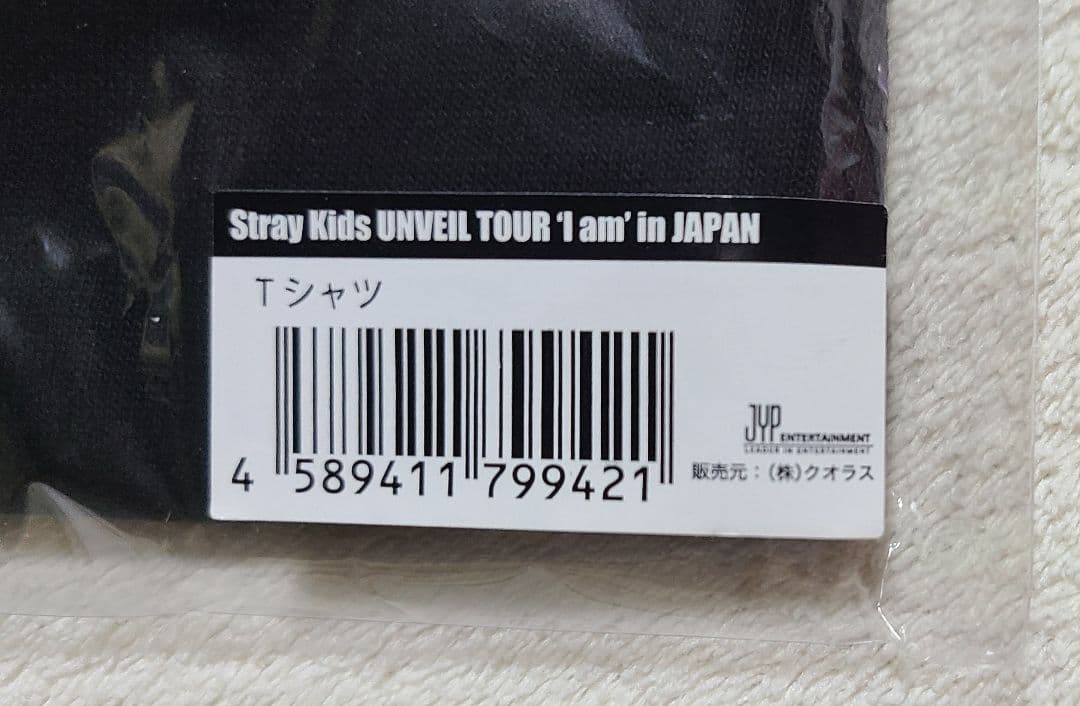 Stray Kids UNVEIL TOUR ‘I am’ in JAPAN
Tシャツ
4 589411 799421
JYP ENTERTAINMENT
LEADER IN ENTERTAINMENT
販売元：(株)クオラス